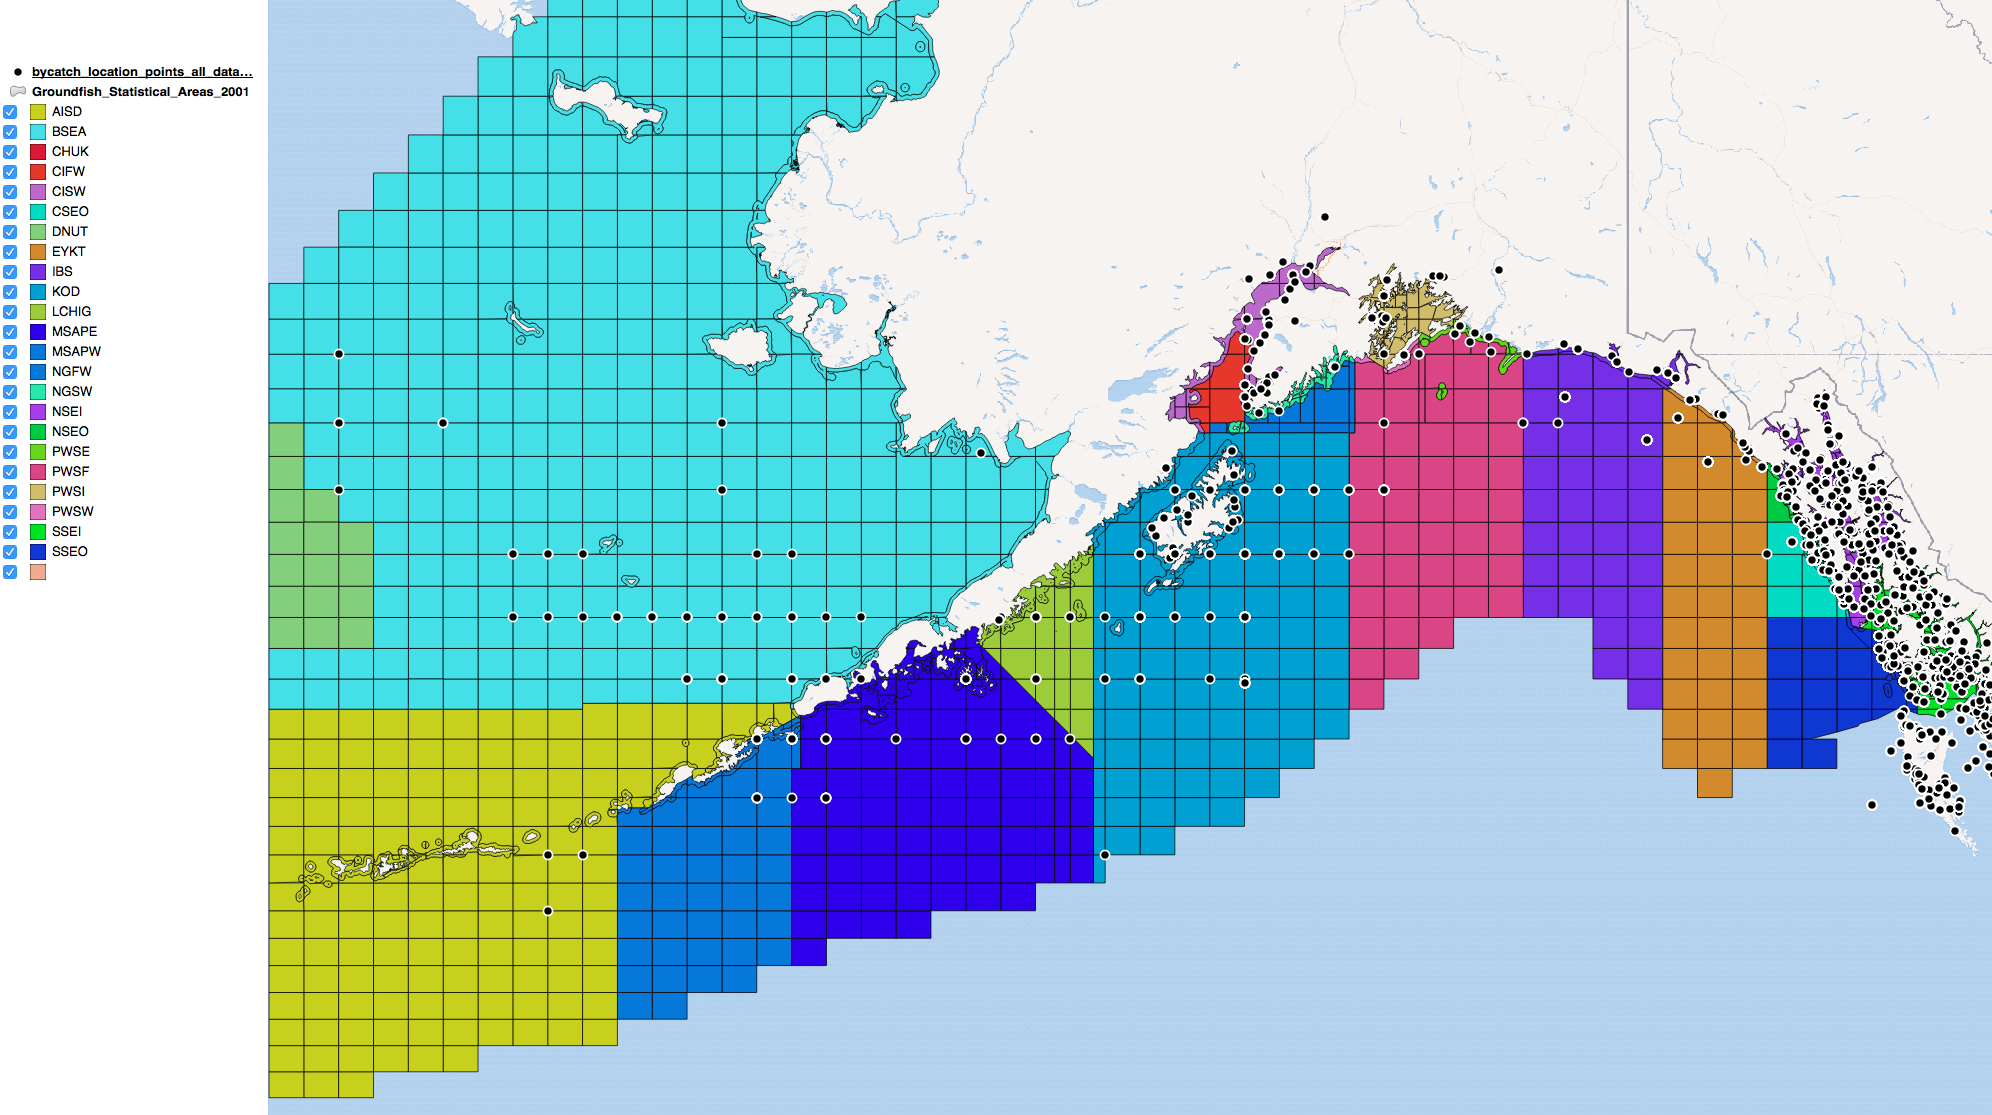 bycatch_location_points_all_data...
Groundfish_Statistical_Areas_2001
AISD
BSEA
CHUK
CIFW
CISW
CSEO
DNUT
EYKT
IBS
KOD
LCHIG
MSAPE
MSAPW
NGFW
NGSW
NSEI
NSEO
PWSE
PWSF
PWSI
PWSW
SSEI
SSEO